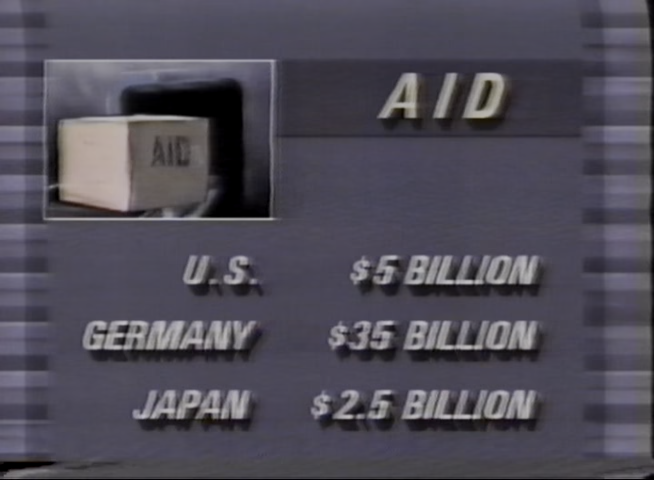 AID
AID
U.S. $5 BILLION
GERMANY $35 BILLION
JAPAN $2.5 BILLION